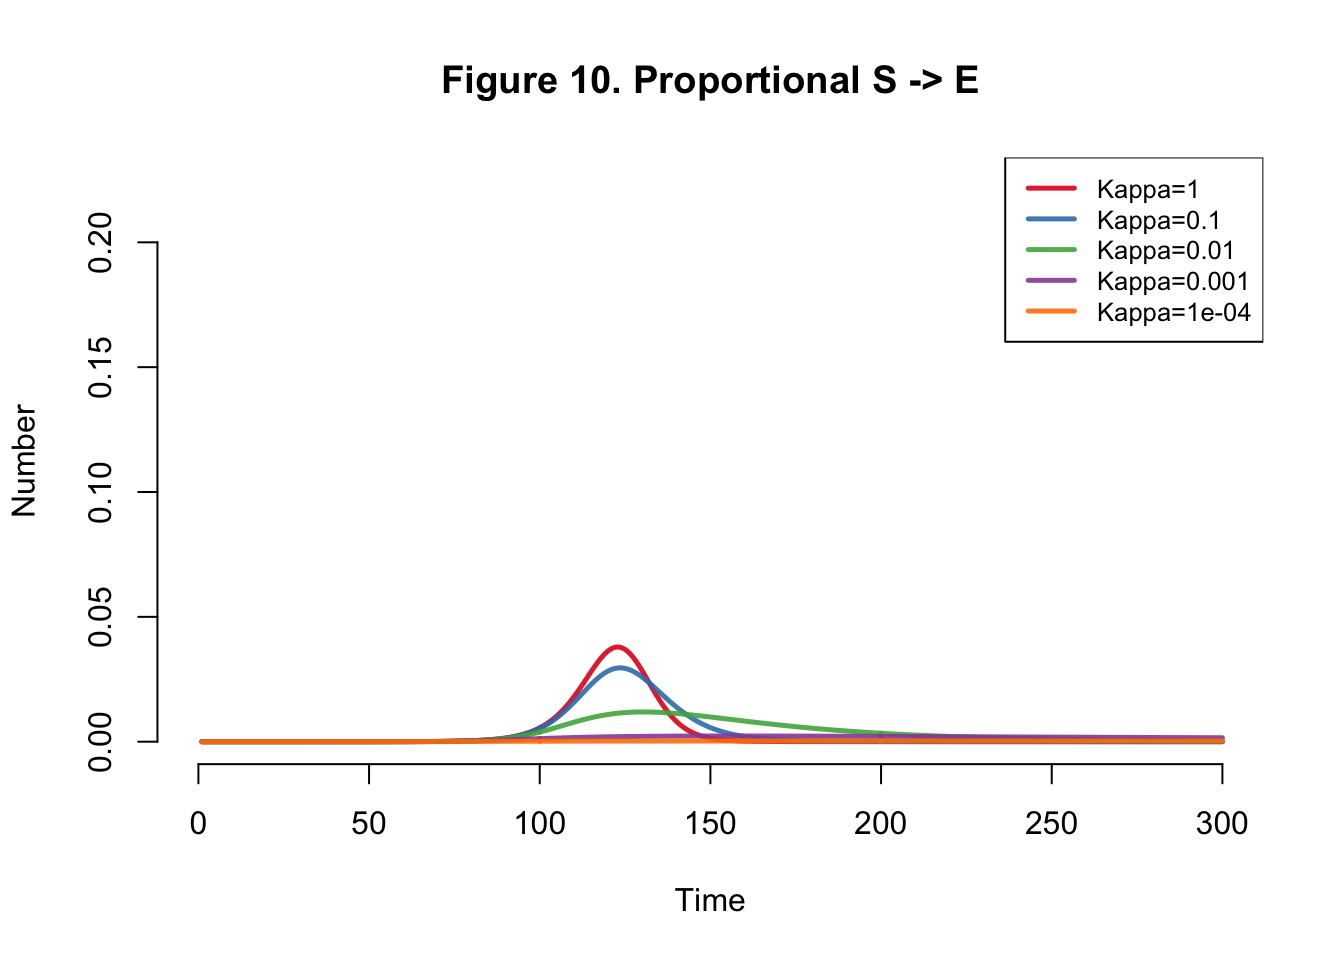 Figure 10. Proportional S -> E
Kappa=1
Kappa=0.1
Kappa=0.01
Kappa=0.001
Kappa=1e-04
Number
0.20
0.15
0.10
0.05
0.00
0 50 100 150 200 250 300
Time